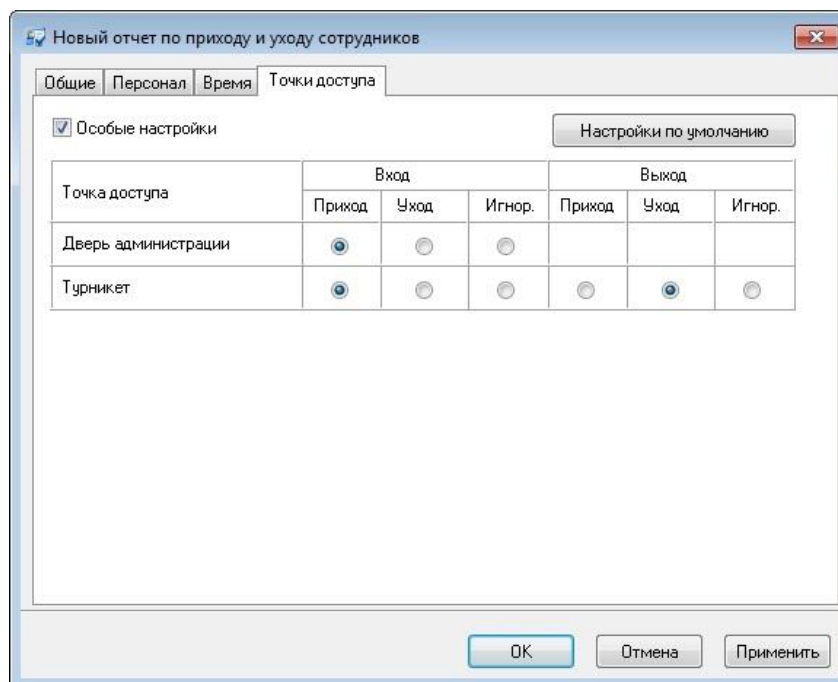 Новый отчет по приходу и уходу сотрудников
Общие Персонал Время Точки доступа
Особые настройки Настройки по умолчанию
Точка доступа Вход Выход
Приход Уход Игнор. Приход Уход Игнор.
Дверь администрации
Турникет
OK Отмена Применить